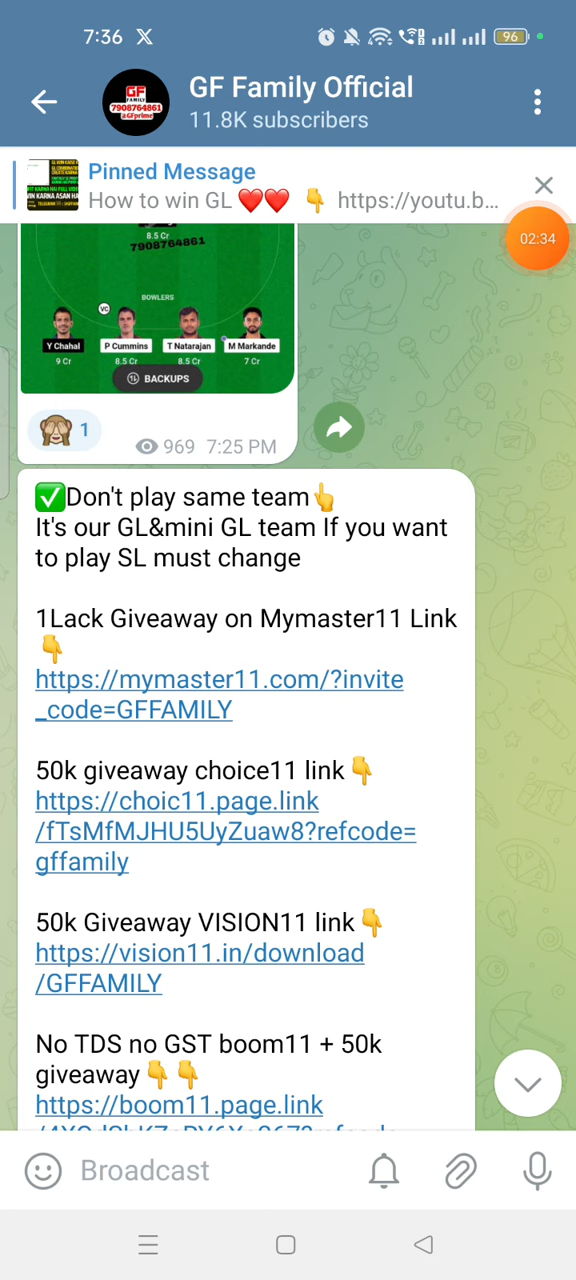 7:36 X 96
GF Family Official
11.8K subscribers
GF
FAMILY
7908764861
aGFprime
Pinned Message
How to win GL ❤️❤️ 👇 https://youtu.b...
02:34
8.5 Cr
7908764861
BOWLERS
VC
Y Chahal P Cummins T Natarajan M Markande
9 Cr 8.5 Cr 8.5 Cr 7 Cr
BACKUPS
🙈 1
969 7:25 PM
✅Don't play same team👆
It's our GL&mini GL team If you want
to play SL must change
1Lack Giveaway on Mymaster11 Link
👇
https://mymaster11.com/?invite
_code=GFFAMILY
50k giveaway choice11 link👇
https://choic11.page.link
/fTsMfMJHU5UyZuaw8?refcode=
gffamily
50k Giveaway VISION11 link👇
https://vision11.in/download
/GFFAMILY
No TDS no GST boom11 + 50k
giveaway👇👇
https://boom11.page.link
Broadcast